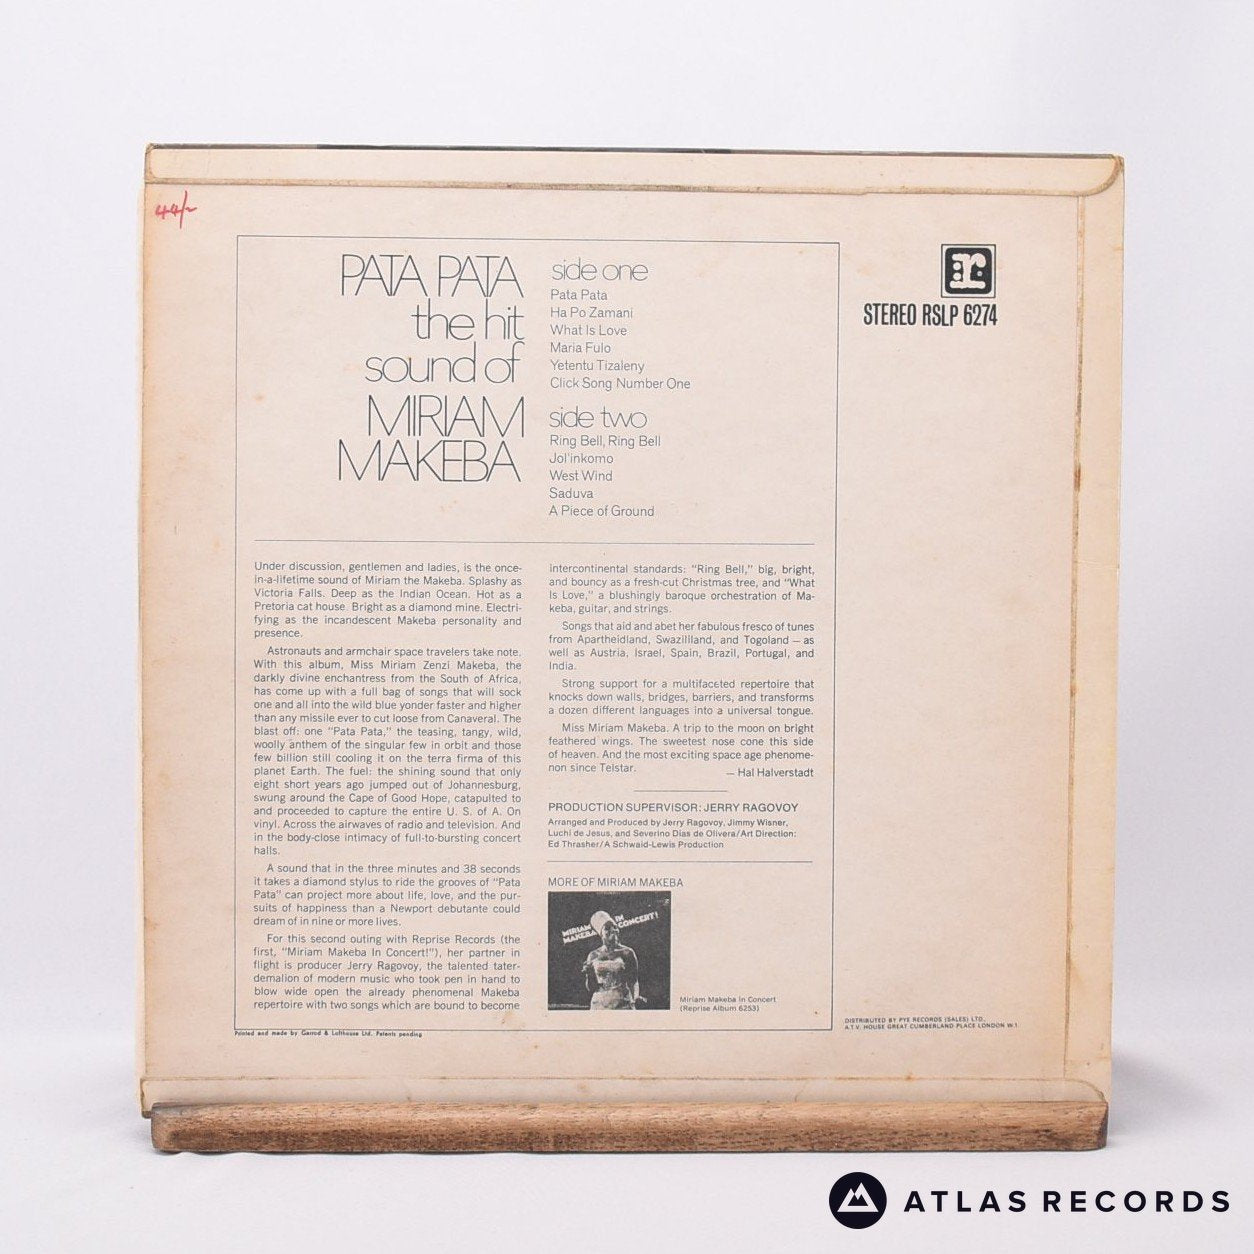 44/-
PATA PATA
the hit
sound of
MIRIAM
MAKEBA
side one
Pata Pata
Ha Po Zamani
What Is Love
Maria Fulo
Yetentu Tizaleny
Click Song Number One
side two
Ring Bell, Ring Bell
Jol'inkomo
West Wind
Saduva
A Piece of Ground
r
STEREO RSLP 6274
Under discussion, gentlemen and ladies, is the once-
in-a-lifetime sound of Miriam the Makeba. Splashy as
Victoria Falls. Deep as the Indian Ocean. Hot as a
Pretoria cat house. Bright as a diamond mine. Electri-
fying as the incandescent Makeba personality and
presence.
Astronauts and armchair space travelers take note.
With this album, Miss Miriam Zenzi Makeba, the
darkly divine enchantress from the South of Africa,
has come up with a full bag of songs that will sock
one and all into the wild blue yonder faster and higher
than any missile ever to cut loose from Canaveral. The
blast off: one "Pata Pata," the teasing, tangy, wild,
woolly anthem of the singular few in orbit and those
few billion still cooling it on the terra firma of this
planet Earth. The fuel: the shining sound that only
eight short years ago jumped out of Johannesburg,
swung around the Cape of Good Hope, catapulted to
and proceeded to capture the entire U. S. of A. On
vinyl. Across the airwaves of radio and television. And
in the body-close intimacy of full-to-bursting concert
halls.
A sound that in the three minutes and 38 seconds
it takes a diamond stylus to ride the grooves of "Pata
Pata" can project more about life, love, and the pur-
suits of happiness than a Newport debutante could
dream of in nine or more lives.
For this second outing with Reprise Records (the
first, "Miriam Makeba In Concert!"), her partner in
flight is producer Jerry Ragovoy, the talented tater-
demalion of modern music who took pen in hand to
blow wide open the already phenomenal Makeba
repertoire with two songs which are bound to become
intercontinental standards: "Ring Bell," big, bright,
and bouncy as a fresh-cut Christmas tree, and "What
Is Love," a blushingly baroque orchestration of Ma-
keba, guitar, and strings.
Songs that aid and abet her fabulous fresco of tunes
from Apartheidland, Swazillland, and Togoland – as
well as Austria, Israel, Spain, Brazil, Portugal, and
India.
Strong support for a multifaceted repertoire that
knocks down walls, bridges, barriers, and transforms
a dozen different languages into a universal tongue.
Miss Miriam Makeba. A trip to the moon on bright
feathered wings. The sweetest nose cone this side
of heaven. And the most exciting space age phenome-
non since Telstar.
– Hal Halverstadt
PRODUCTION SUPERVISOR: JERRY RAGOVOY
Arranged and Produced by Jerry Ragovoy, Jimmy Wisner,
Luchi de Jesus, and Severino Dias de Olivera/Art Direction:
Ed Thrasher/A Schwaid-Lewis Production
MORE OF MIRIAM MAKEBA
MIRIAM MAKEBA IN CONCERT!
Miriam Makeba In Concert
(Reprise Album 6253)
Printed and made by Garrod & Lofthouse Ltd. Patents pending
DISTRIBUTED BY PYE RECORDS (SALES) LTD.,
A.T.V. HOUSE GREAT CUMBERLAND PLACE LONDON W.1.
ATLAS RECORDS